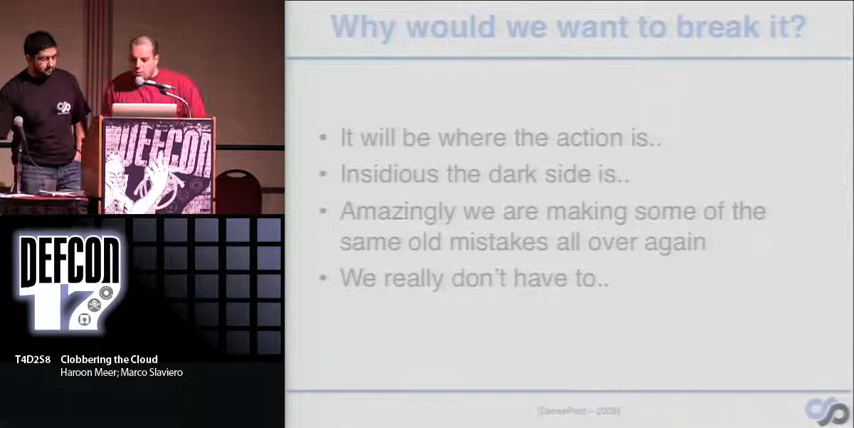 Why would we want to break it?
• It will be where the action is..
• Insidious the dark side is..
• Amazingly we are making some of the
same old mistakes all over again
• We really don't have to..
[SensePost – 2009]
DEFCON
DEFCON
17
T4D2S8 Clobbering the Cloud
Haroon Meer; Marco Slaviero